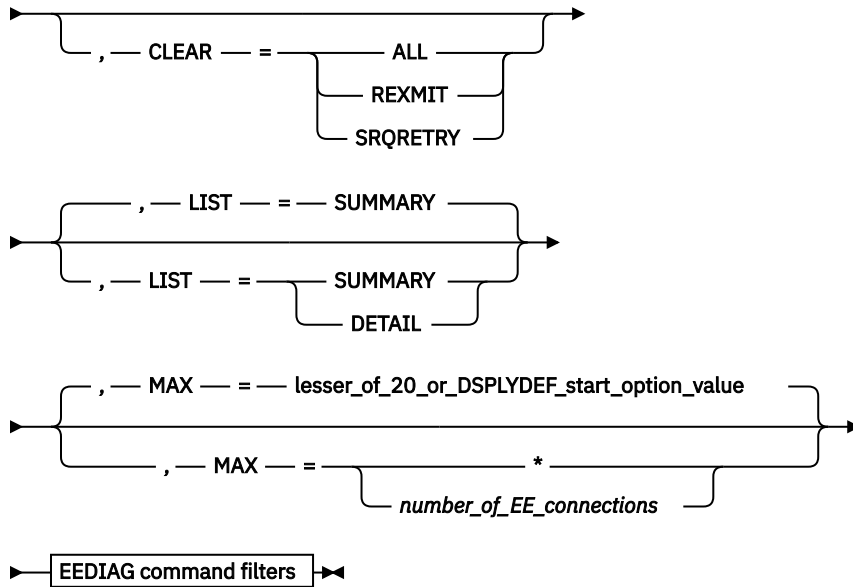 , CLEAR = ALL
REXMIT
SRQRETRY
, LIST = SUMMARY
, LIST = SUMMARY
DETAIL
, MAX = lesser_of_20_or_DSPLYDEF_start_option_value
, MAX = *
number_of_EE_connections
EEDIAG command filters